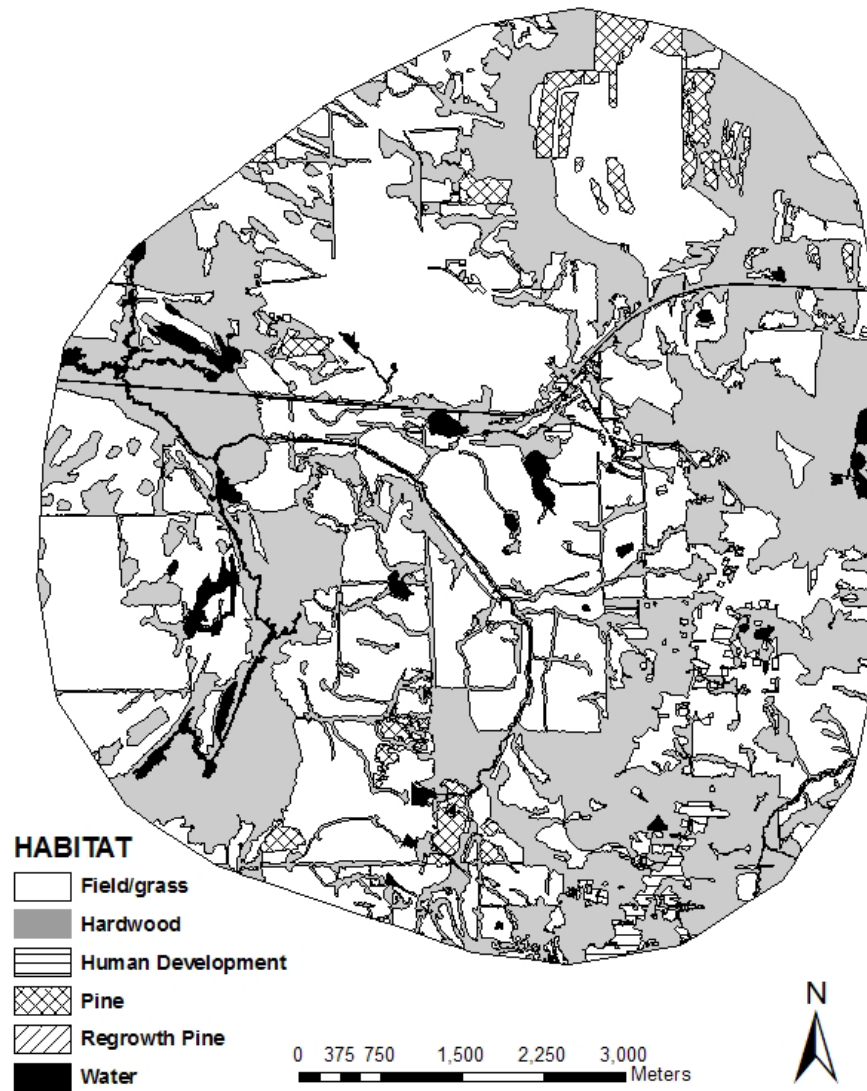 HABITAT
Field/grass
Hardwood
Human Development
Pine
Regrowth Pine
Water
0 375 750 1,500 2,250 3,000
Meters
N